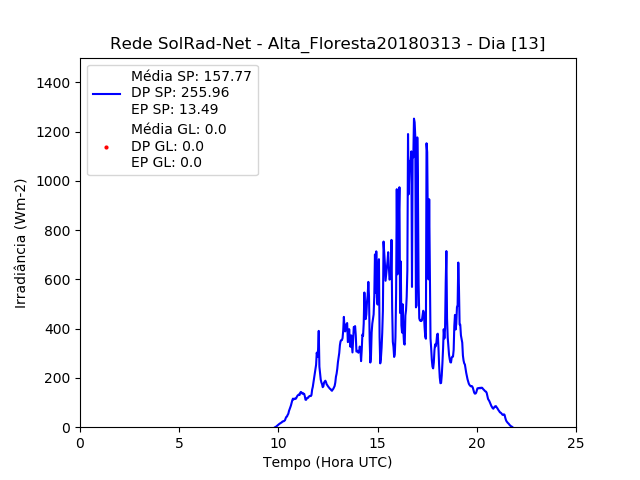 Rede SolRad-Net - Alta_Floresta20180313 - Dia [13]
Média SP: 157.77
DP SP: 255.96
EP SP: 13.49
Média GL: 0.0
DP GL: 0.0
EP GL: 0.0
1400
1200
1000
800
600
400
200
0
Irradiância (Wm-2)
0 5 10 15 20 25
Tempo (Hora UTC)